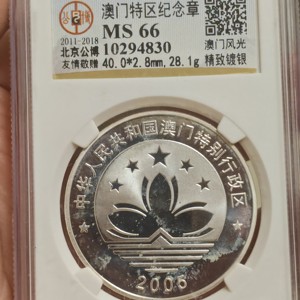 澳门特区纪念章
2011-2018
MS 66
澳门风光
北京公博
10294830
精致镀银
友情敬赠
40.0*2.8mm, 28.1g
中华人民共和国澳门特别行政区
2006